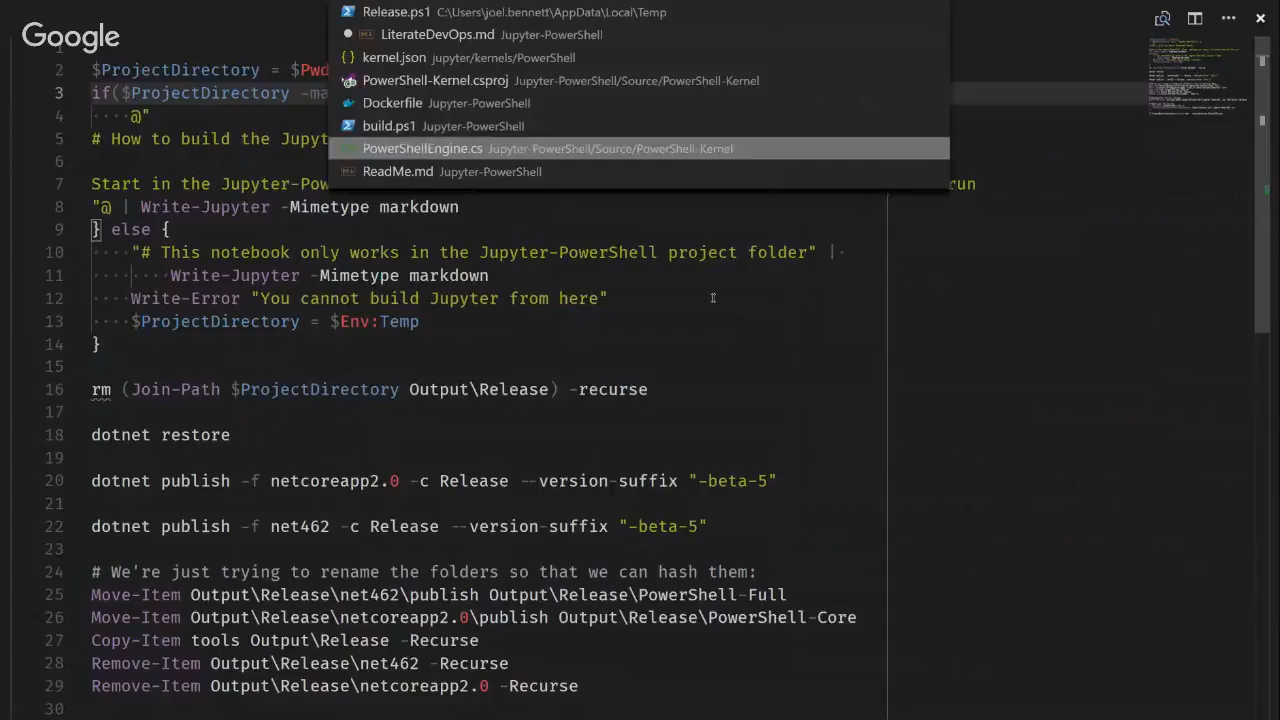 Google
Release.ps1 C:\Users\joel.bennett\AppData\Local\Temp
LiterateDevOps.md Jupyter-PowerShell
kernel.json jupyter/kernels/PowerShell
PowerShell-Kernel.csproj Jupyter-PowerShell/Source/PowerShell-Kernel
Dockerfile Jupyter-PowerShell
build.ps1 Jupyter-PowerShell
PowerShellEngine.cs Jupyter-PowerShell/Source/PowerShell-Kernel
ReadMe.md Jupyter-PowerShell
1
2 $ProjectDirectory = $Pwd
3 if($ProjectDirectory -ma
4 @"
5 # How to build the Jupyt
6
7 Start in the Jupyter-Pow run
8 "@ | Write-Jupyter -Mimetype markdown
9 } else {
10 "# This notebook only works in the Jupyter-PowerShell project folder" |
11 Write-Jupyter -Mimetype markdown
12 Write-Error "You cannot build Jupyter from here"
13 $ProjectDirectory = $Env:Temp
14 }
15
16 rm (Join-Path $ProjectDirectory Output\Release) -recurse
17
18 dotnet restore
19
20 dotnet publish -f netcoreapp2.0 -c Release --version-suffix "-beta-5"
21
22 dotnet publish -f net462 -c Release --version-suffix "-beta-5"
23
24 # We're just trying to rename the folders so that we can hash them:
25 Move-Item Output\Release\net462\publish Output\Release\PowerShell-Full
26 Move-Item Output\Release\netcoreapp2.0\publish Output\Release\PowerShell-Core
27 Copy-Item tools Output\Release -Recurse
28 Remove-Item Output\Release\net462 -Recurse
29 Remove-Item Output\Release\netcoreapp2.0 -Recurse
30